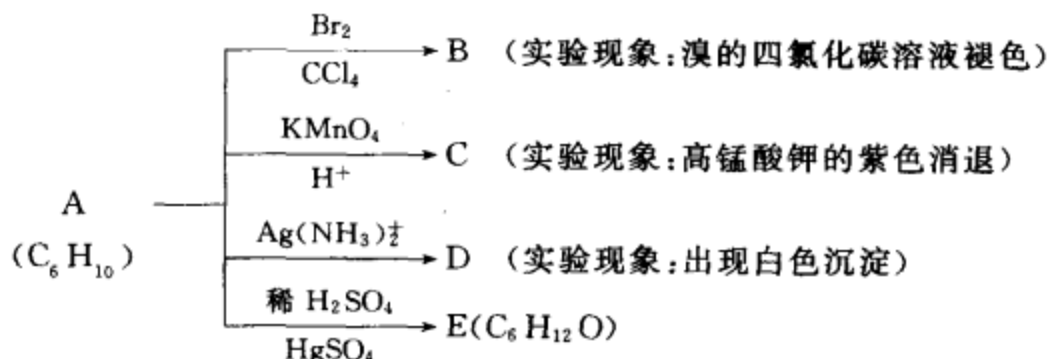 Br₂
CCl₄
B (实验现象:溴的四氯化碳溶液褪色)
KMnO₄
H⁺
C (实验现象:高锰酸钾的紫色消退)
A
(C₆H₁₀)
Ag(NH₃)₂⁺
D (实验现象:出现白色沉淀)
稀 H₂SO₄
HgSO₄
E(C₆H₁₂O)